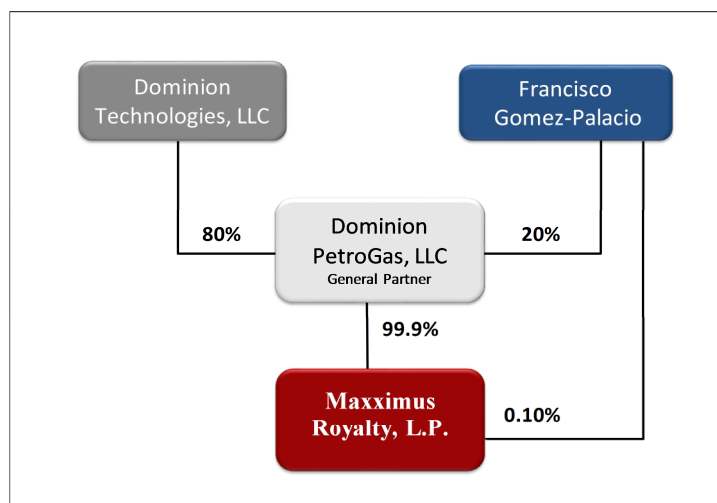 Dominion
Technologies, LLC
Francisco
Gomez-Palacio
80%
Dominion
PetroGas, LLC
General Partner
20%
99.9%
Maxximus
Royalty, L.P.
0.10%